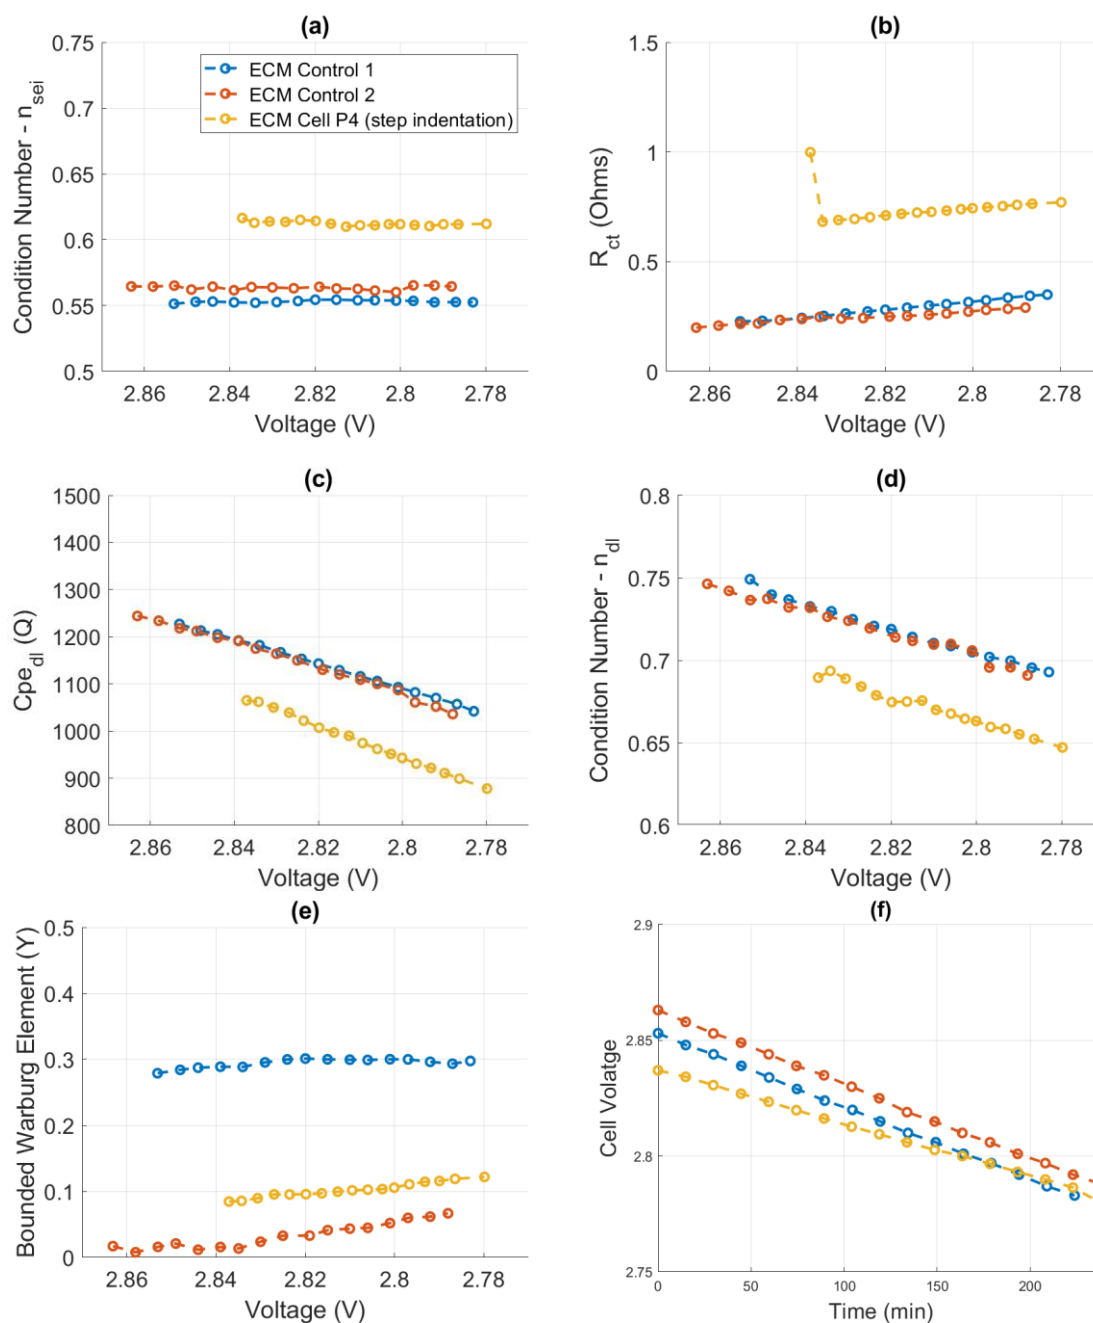 (a)
0.75
0.7
0.65
0.6
0.55
0.5
Condition Number - n_sei
ECM Control 1
ECM Control 2
ECM Cell P4 (step indentation)
2.86 2.84 2.82 2.8 2.78
Voltage (V)
(b)
1.5
1
0.5
0
R_ct (Ohms)
2.86 2.84 2.82 2.8 2.78
Voltage (V)
(c)
1500
1400
1300
1200
1100
1000
900
800
Cpe_dl (Q)
2.86 2.84 2.82 2.8 2.78
Voltage (V)
(d)
0.8
0.75
0.7
0.65
0.6
Condition Number - n_dl
2.86 2.84 2.82 2.8 2.78
Voltage (V)
(e)
0.5
0.4
0.3
0.2
0.1
0
Bounded Warburg Element (Y)
2.86 2.84 2.82 2.8 2.78
Voltage (V)
(f)
2.9
2.85
2.8
2.75
Cell Volatge
0 50 100 150 200
Time (min)